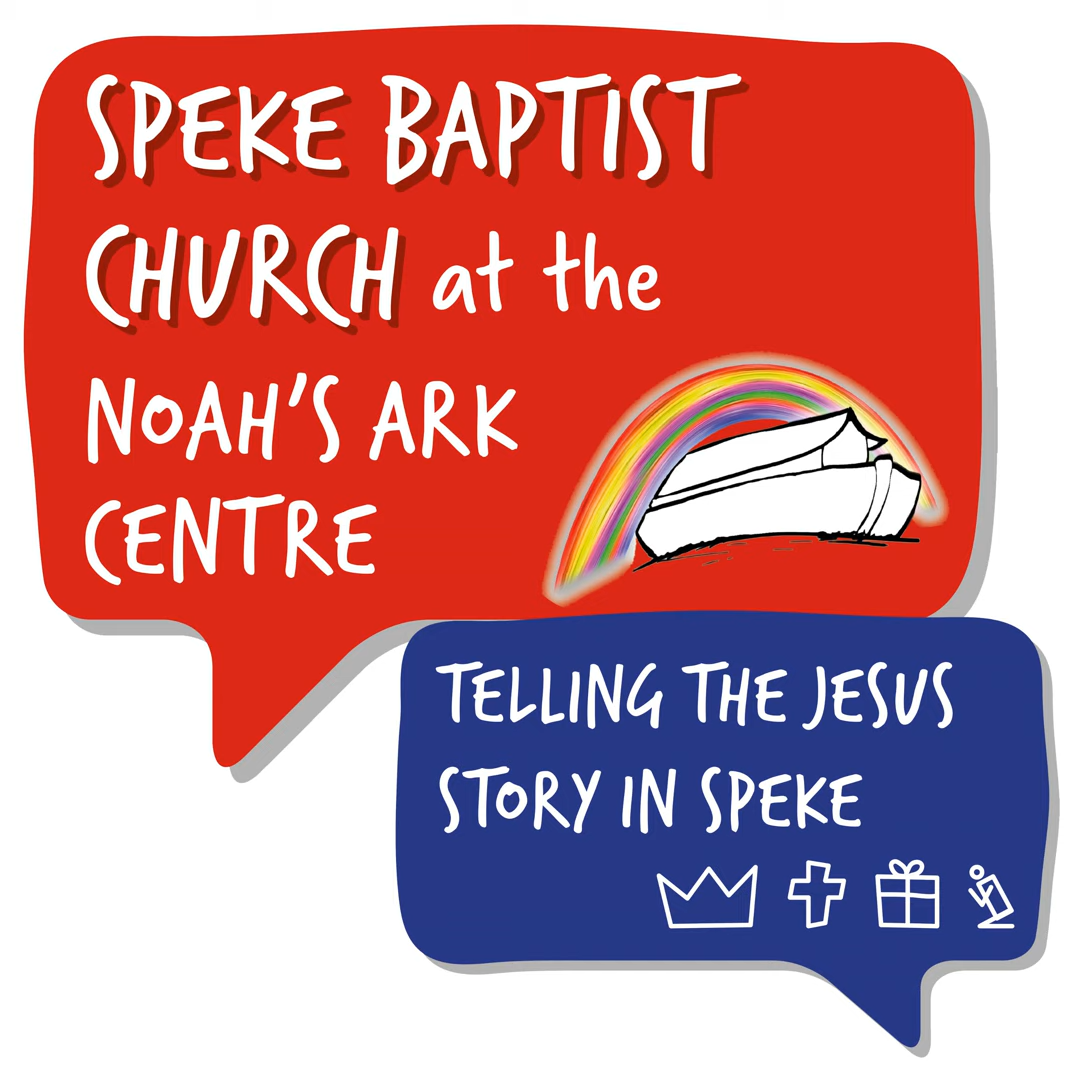 SPEKE BAPTIST
CHURCH at the
NOAH'S ARK
CENTRE
TELLING THE JESUS
STORY IN SPEKE